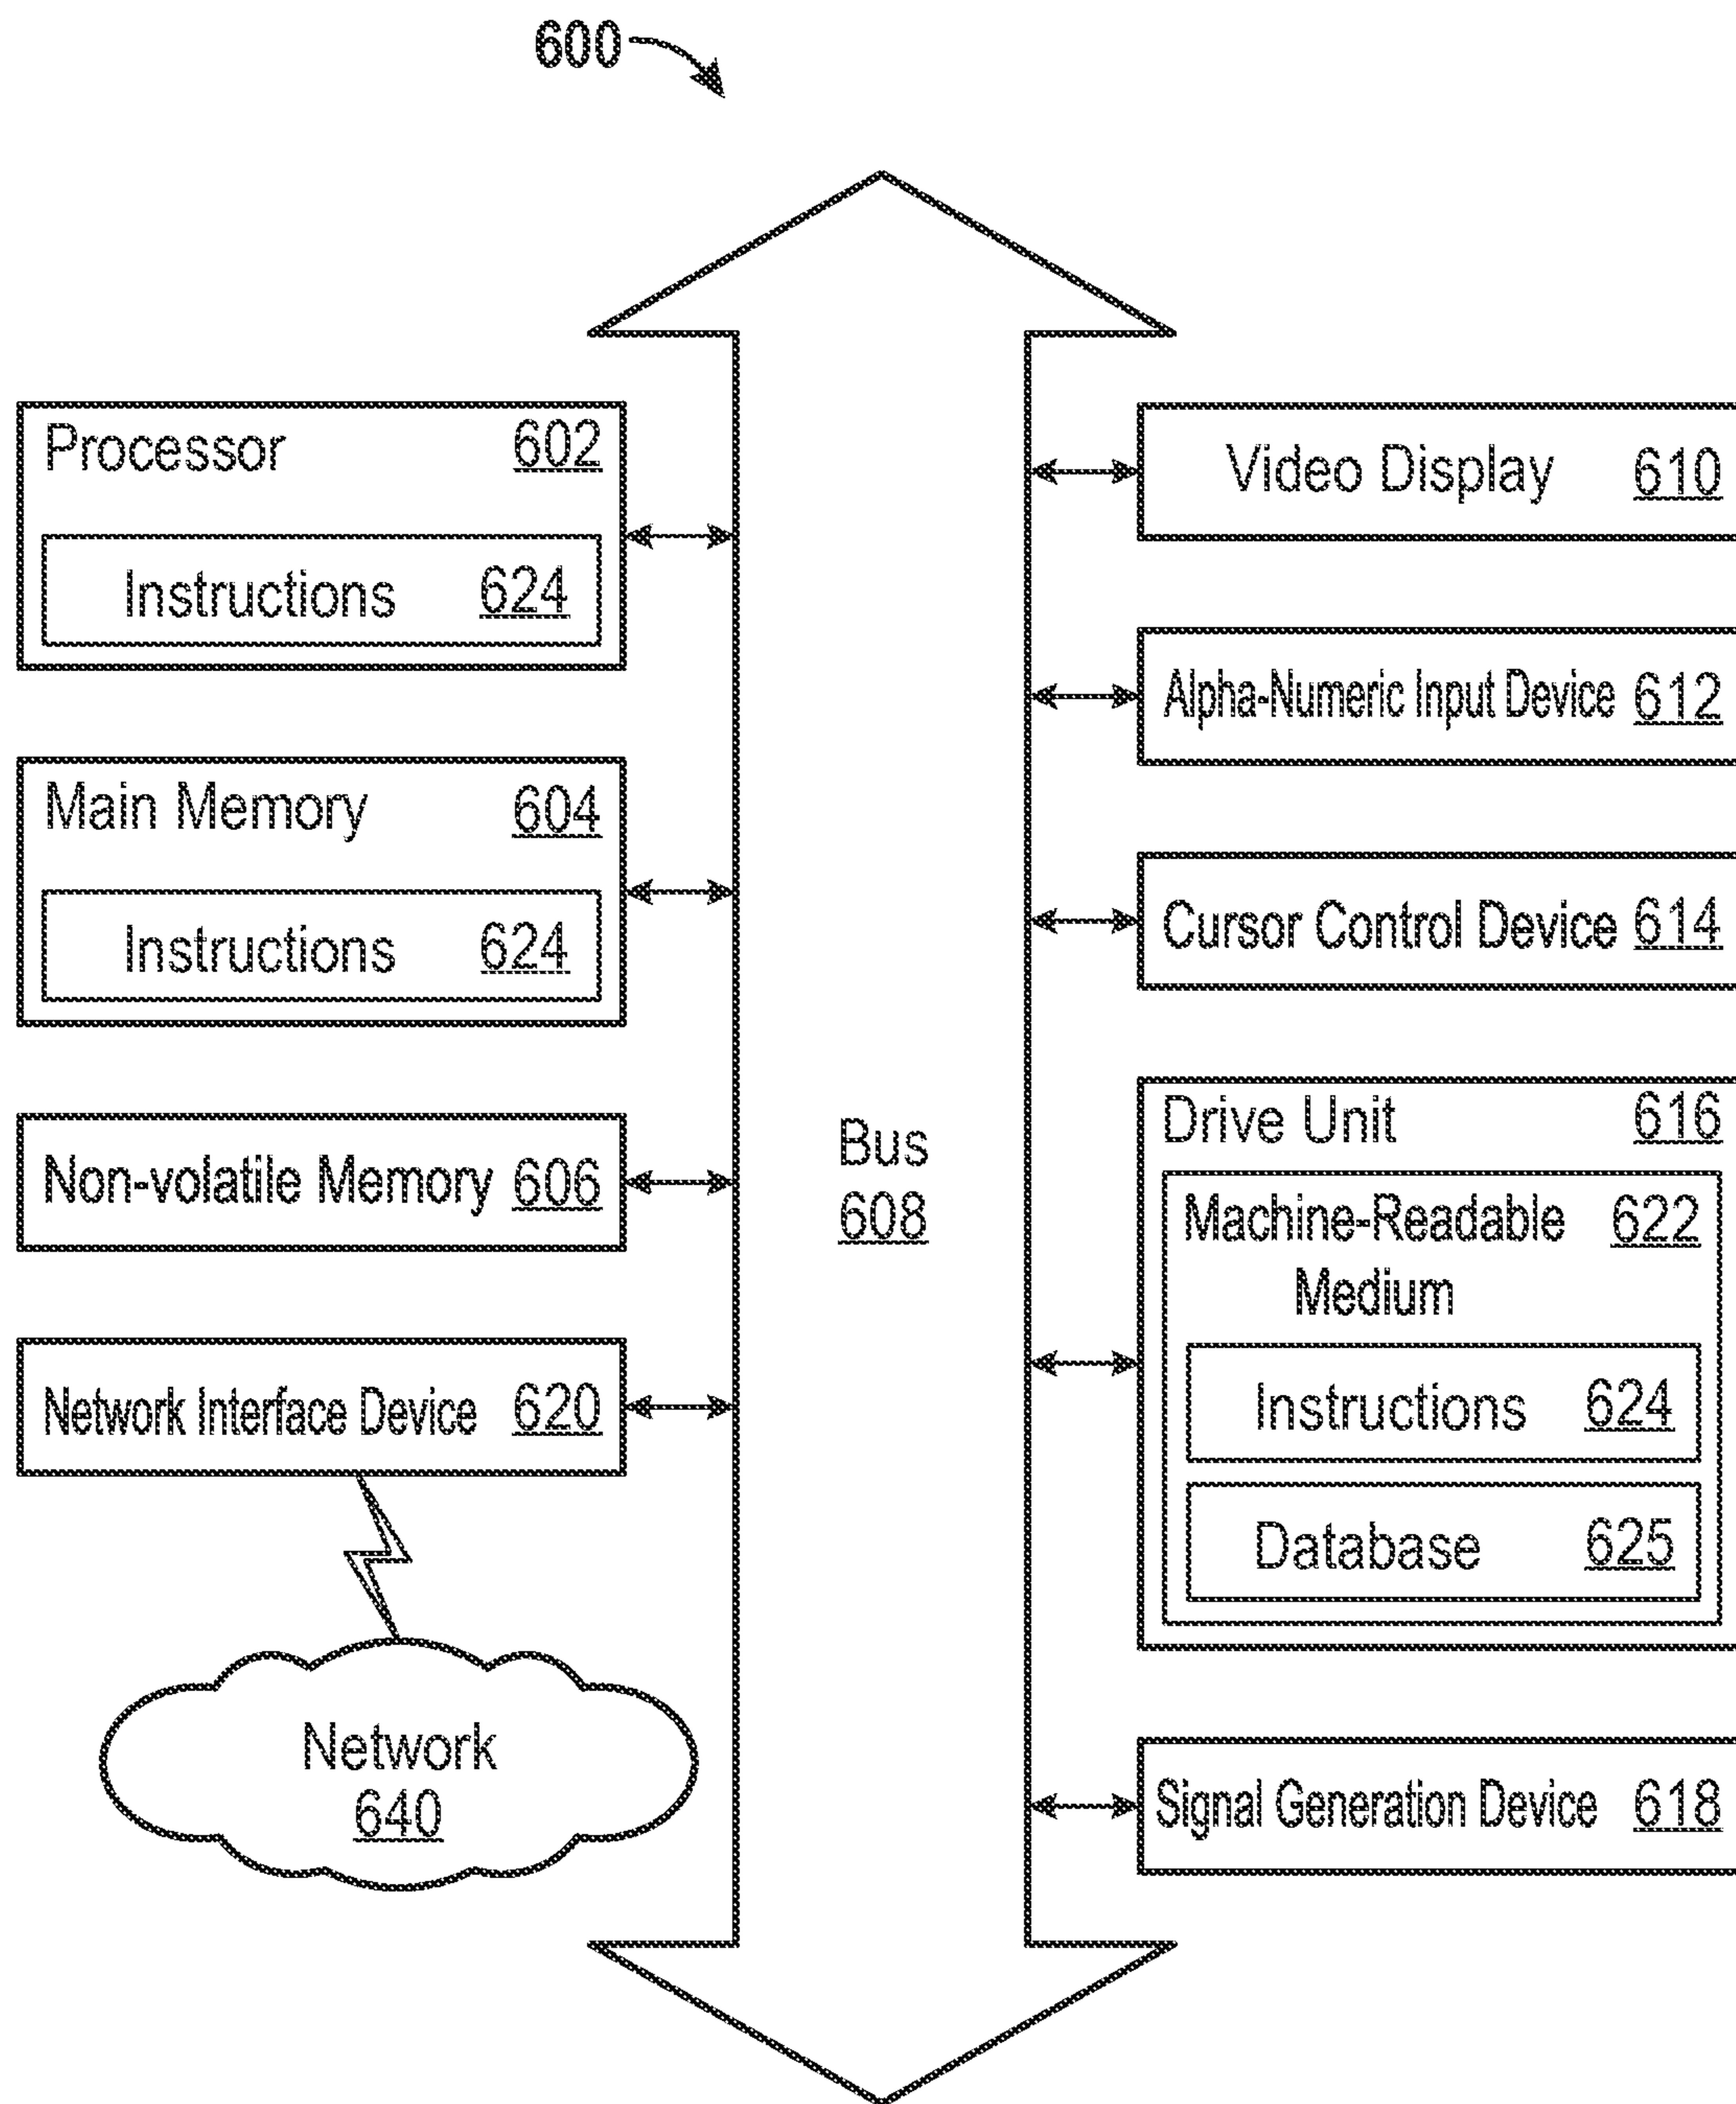 600
Processor 602
Instructions 624
Main Memory 604
Instructions 624
Non-volatile Memory 606
Network Interface Device 620
Network
640
Bus
608
Video Display 610
Alpha-Numeric Input Device 612
Cursor Control Device 614
Drive Unit 616
Machine-Readable 622
Medium
Instructions 624
Database 625
Signal Generation Device 618